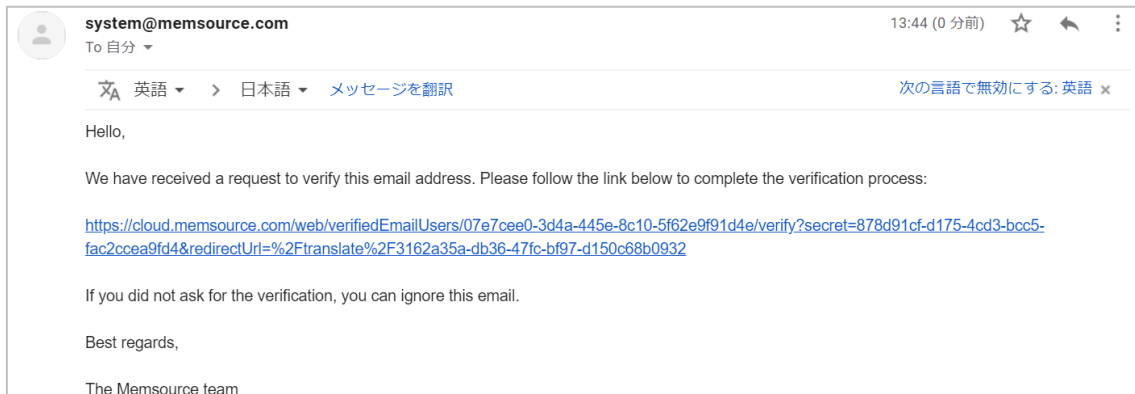 system@memsource.com
13:44 (0 分前)
To 自分
英語 > 日本語 メッセージを翻訳
次の言語で無効にする: 英語 ×
Hello,
We have received a request to verify this email address. Please follow the link below to complete the verification process:
https://cloud.memsource.com/web/verifiedEmailUsers/07e7cee0-3d4a-445e-8c10-5f62e9f91d4e/verify?secret=878d91cf-d175-4cd3-bcc5-
fac2ccea9fd4&redirectUrl=%2Ftranslate%2F3162a35a-db36-47fc-bf97-d150c68b0932
If you did not ask for the verification, you can ignore this email.
Best regards,
The Memsource team